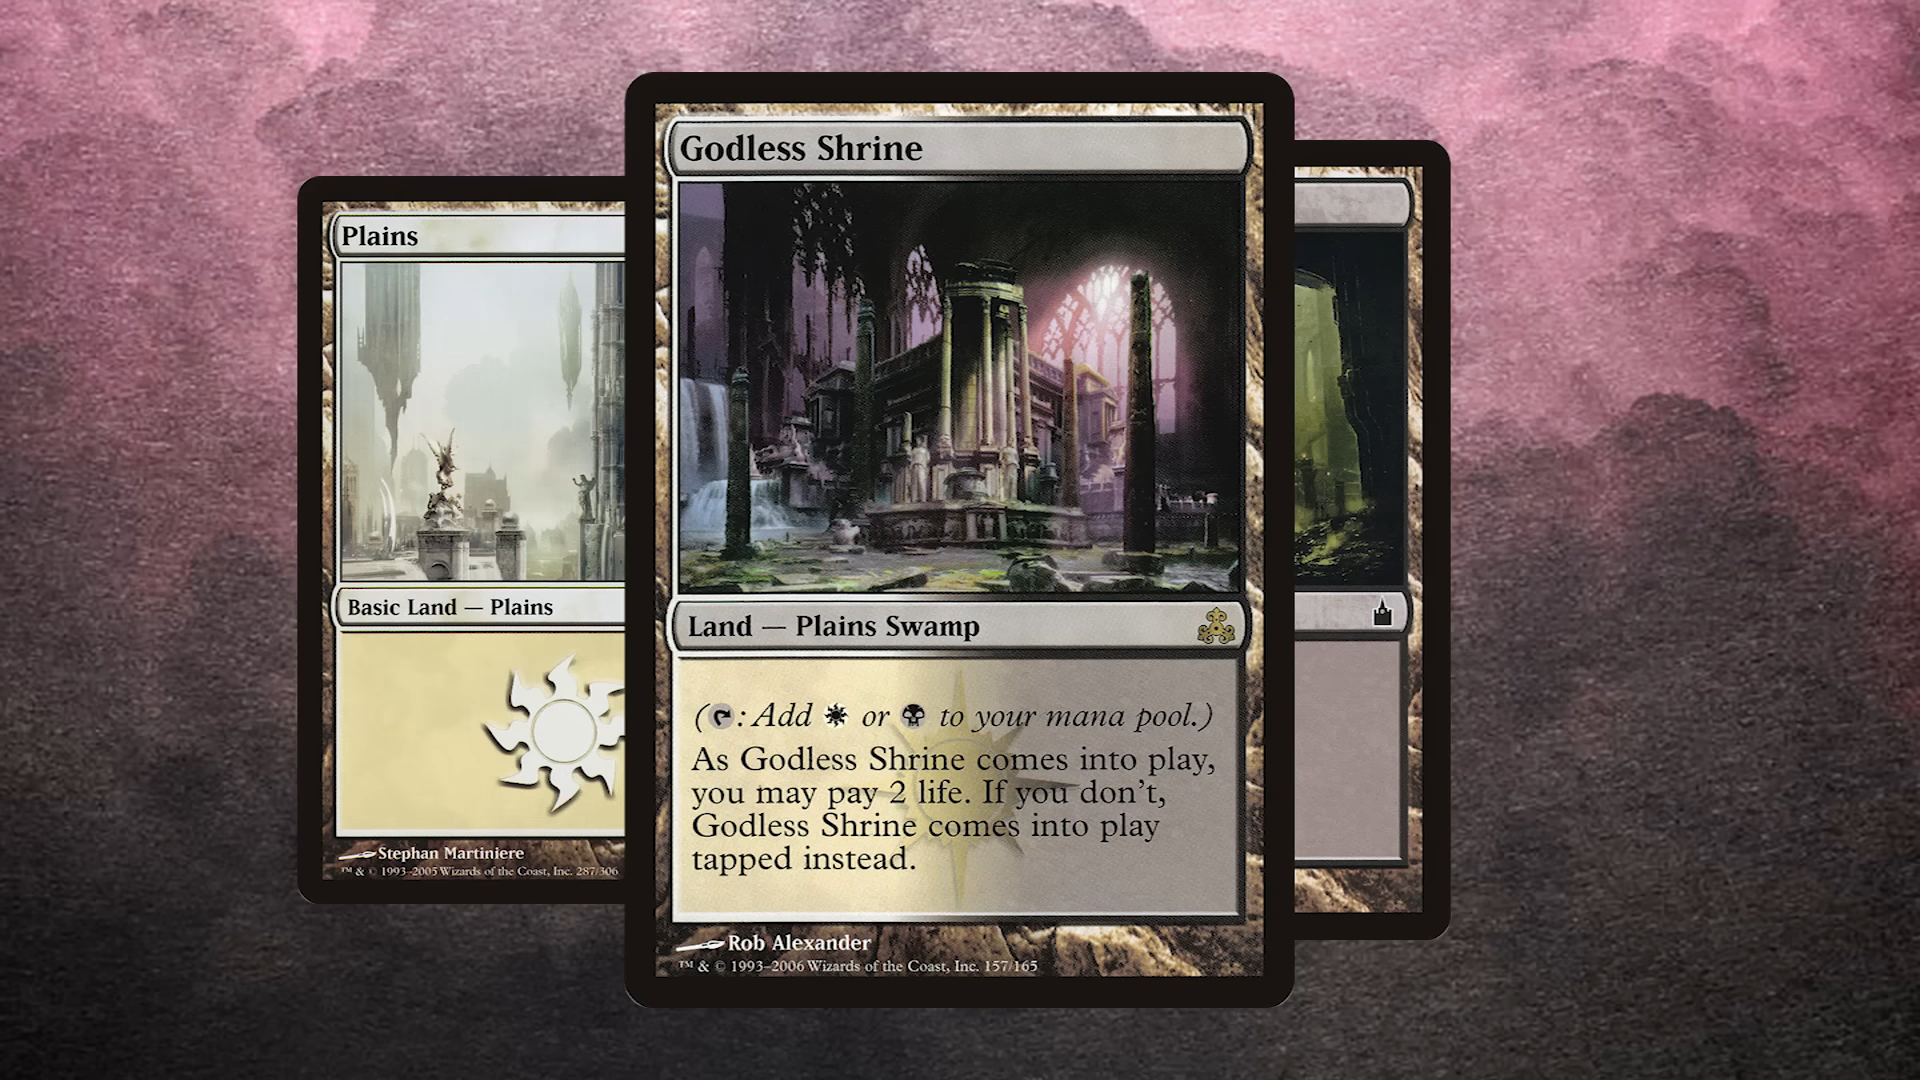 Plains
Basic Land — Plains
Stephan Martiniere
™ & © 1993–2005 Wizards of the Coast, Inc. 287/306
Godless Shrine
Land — Plains Swamp
( : Add or to your mana pool.)
As Godless Shrine comes into play,
you may pay 2 life. If you don't,
Godless Shrine comes into play
tapped instead.
Rob Alexander
™ & © 1993–2006 Wizards of the Coast, Inc. 157/165